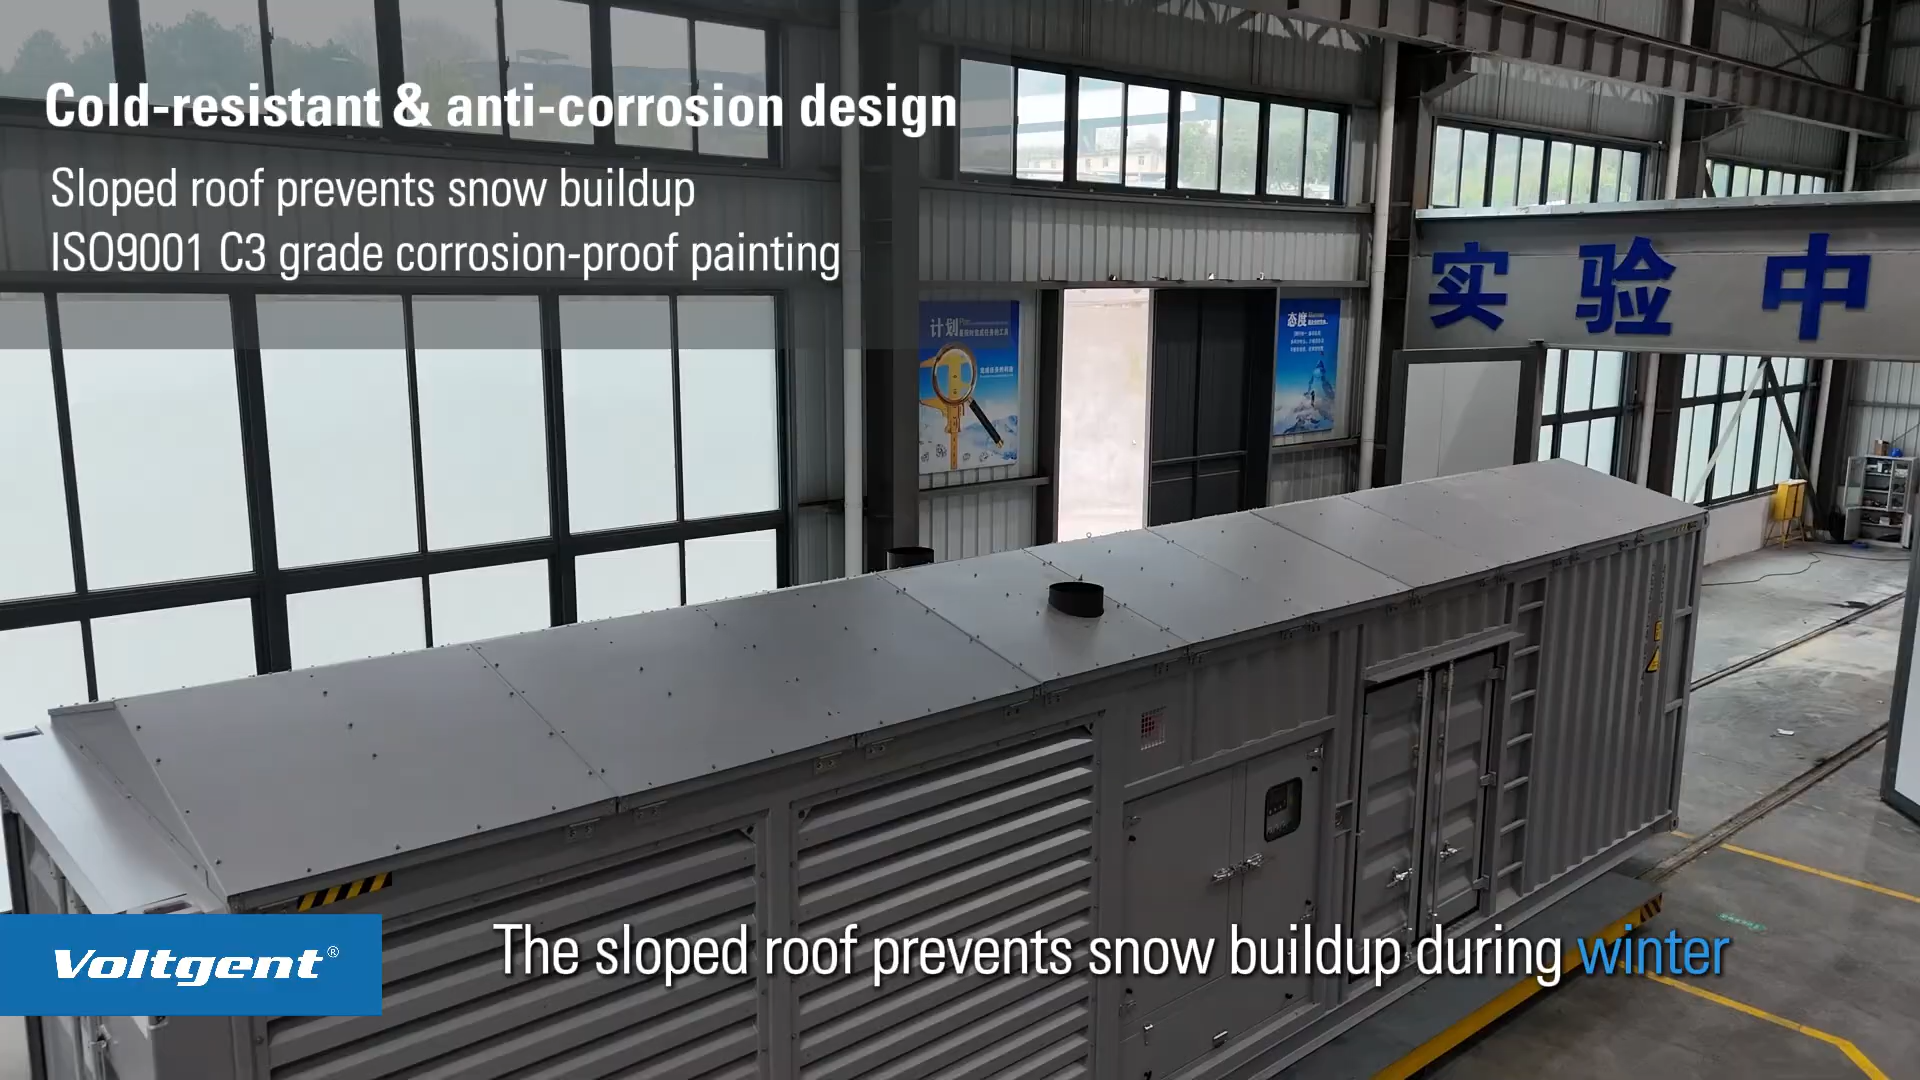 Cold-resistant & anti-corrosion design
Sloped roof prevents snow buildup
ISO9001 C3 grade corrosion-proof painting
实 验 中
计划
态度
Voltgent®
The sloped roof prevents snow buildup during winter